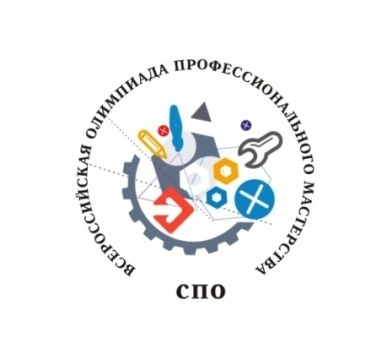 ВСЕРОССИЙСКАЯ ОЛИМПИАДА ПРОФЕССИОНАЛЬНОГО МАСТЕРСТВА
СПО